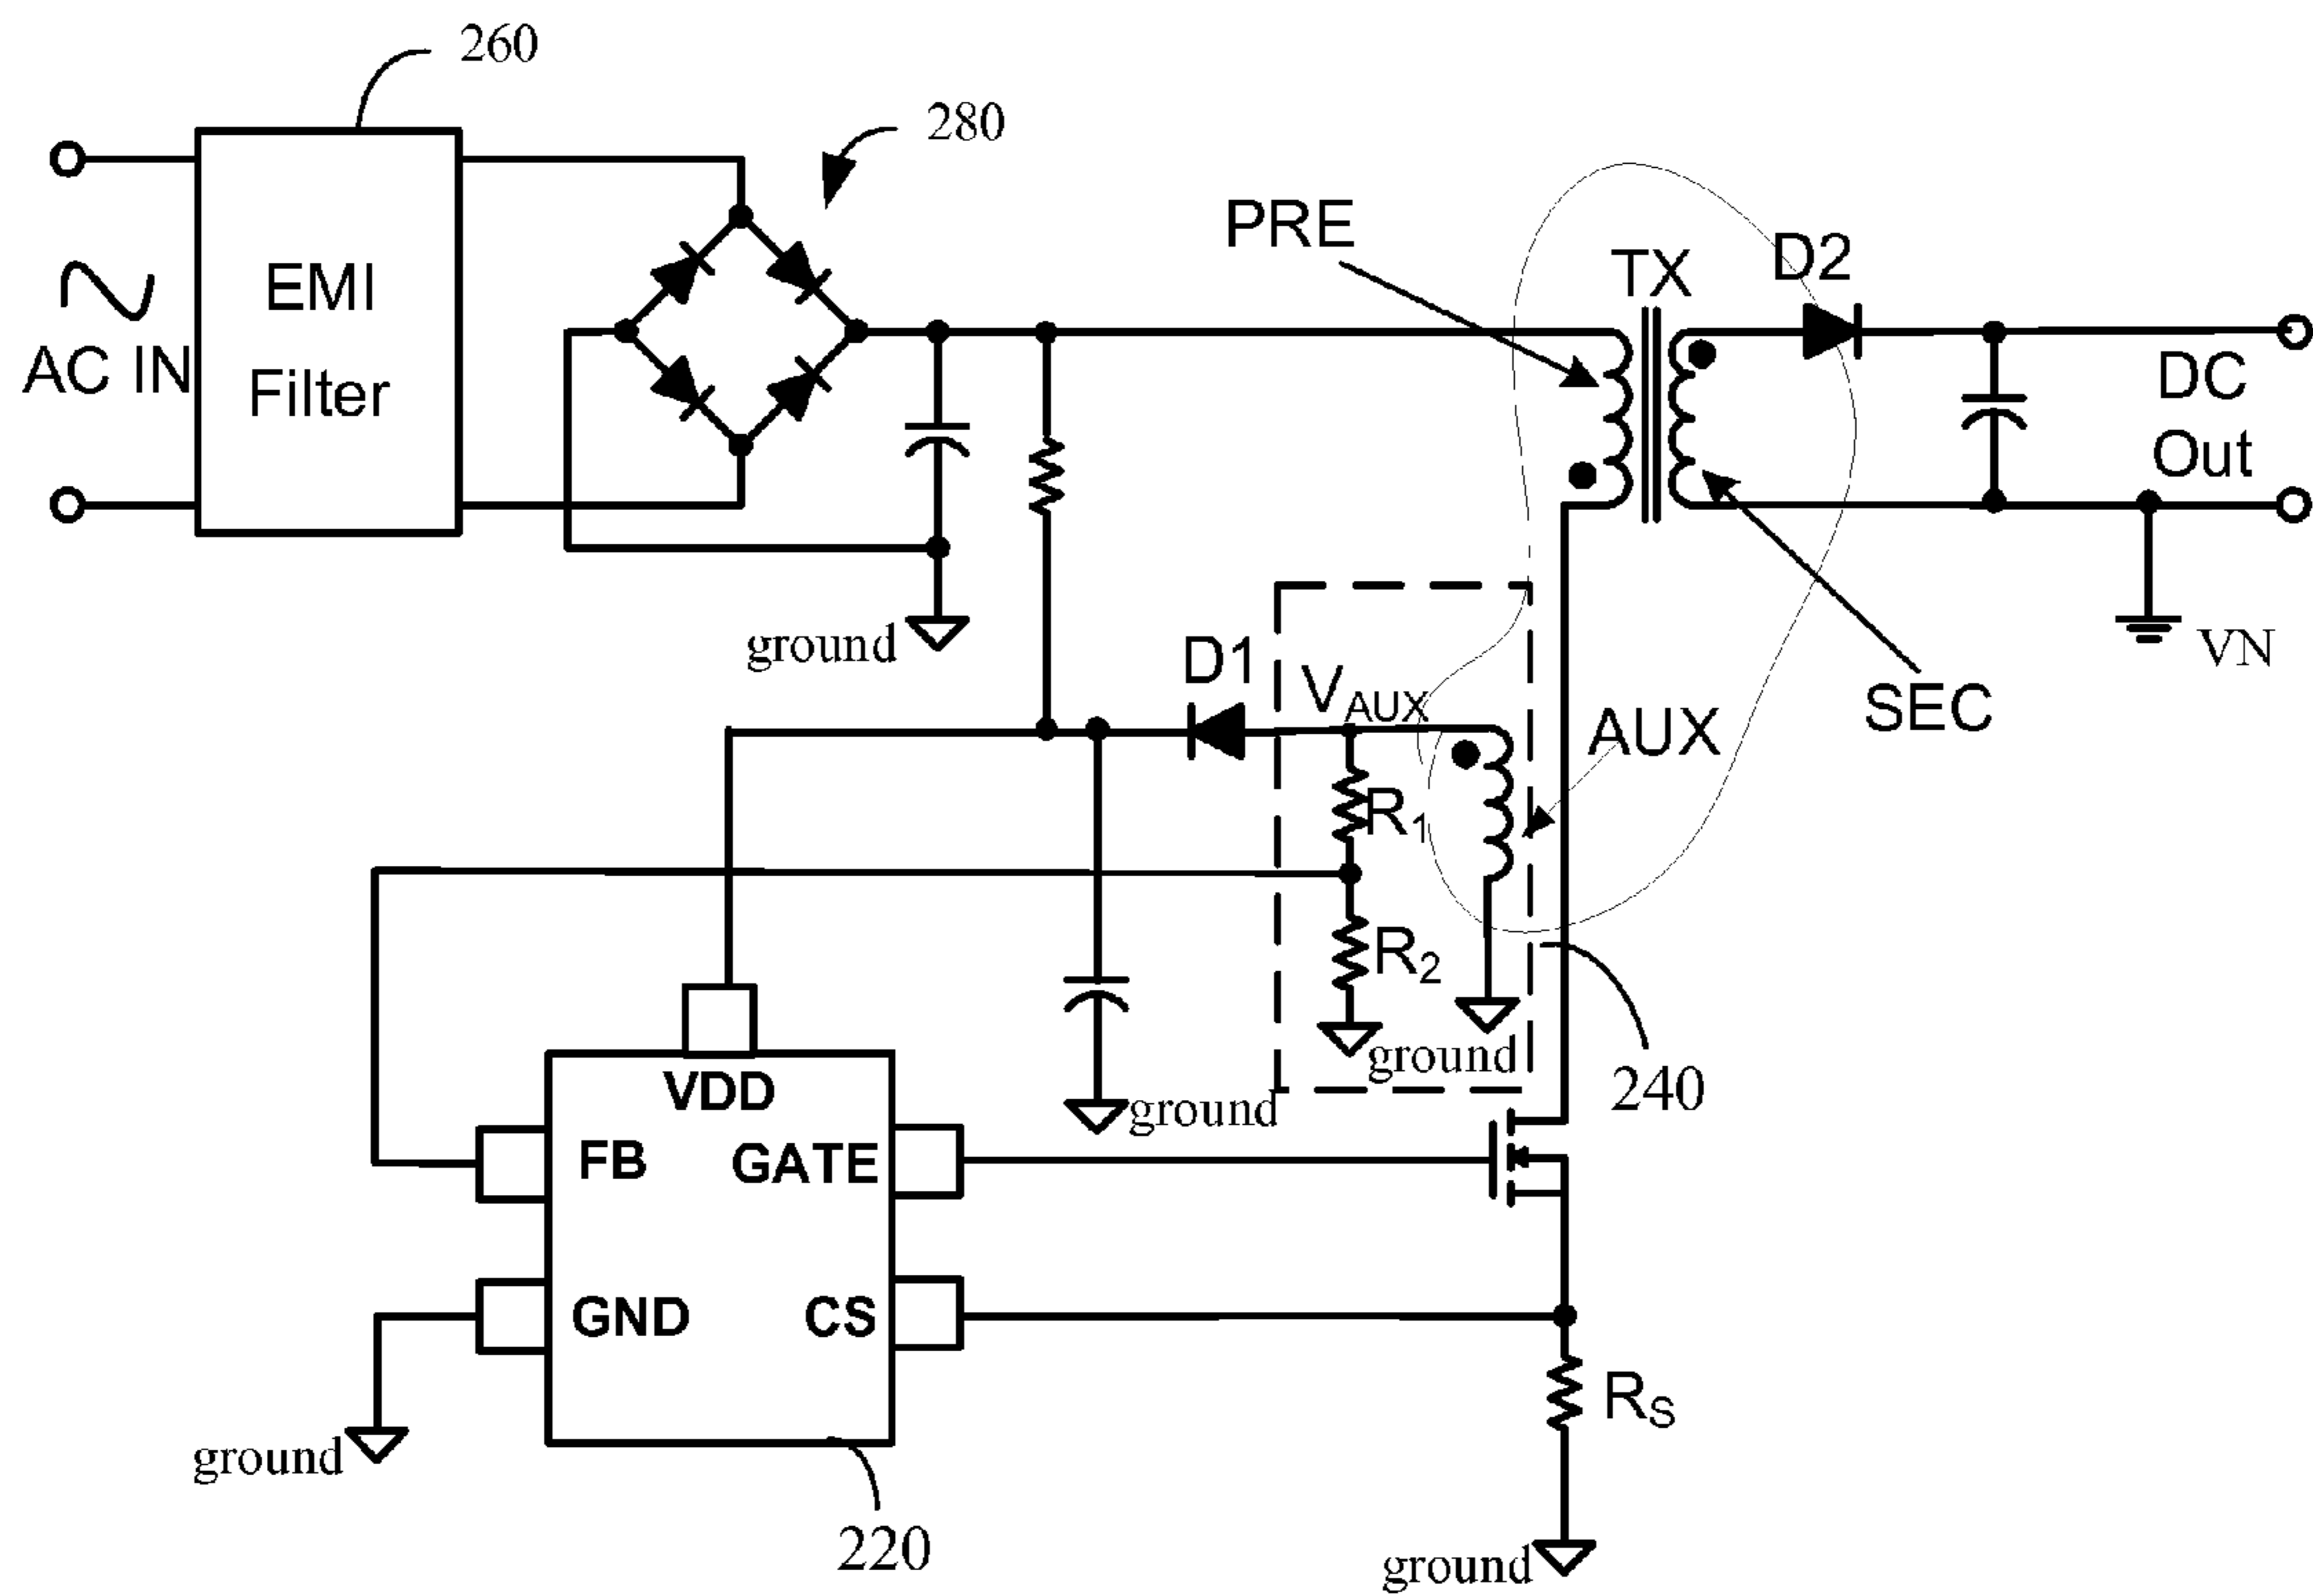 260
280
PRE
TX
D2
EMI
Filter
AC IN
DC
Out
ground
VN
D1
VAUX
SEC
AUX
R1
R2
ground
240
ground
VDD
FB
GATE
GND
CS
RS
ground
220
ground